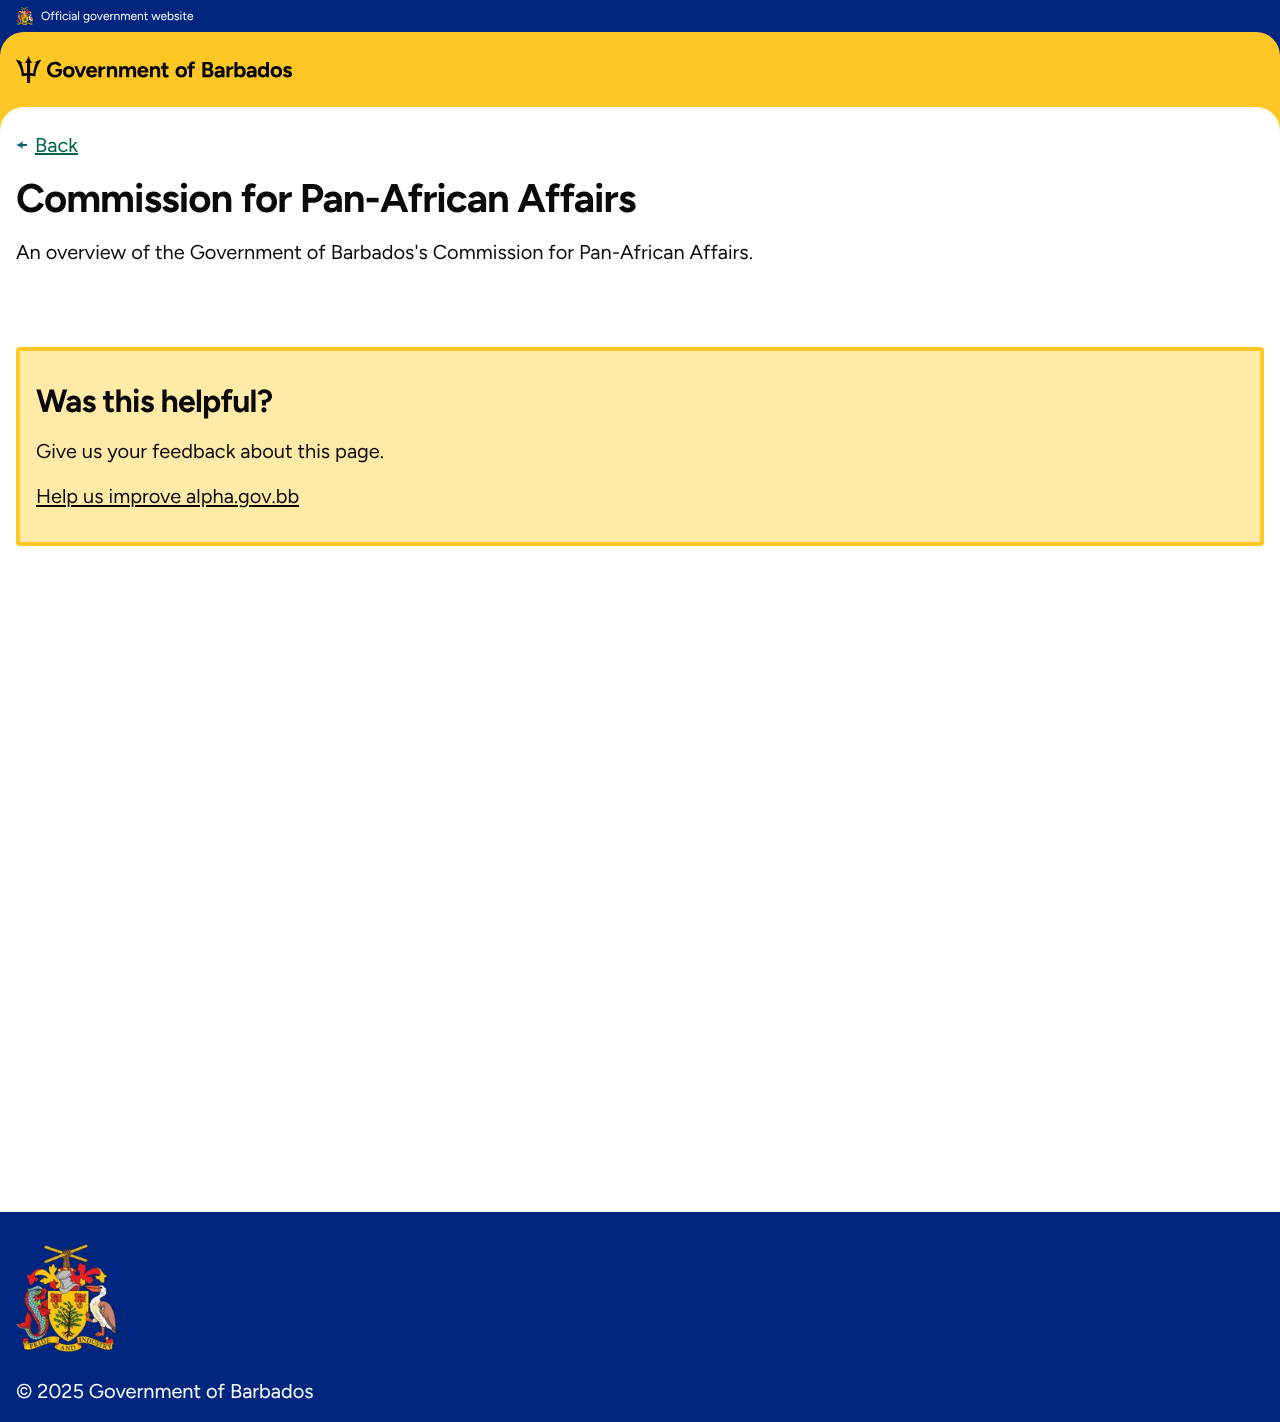 Official government website
Government of Barbados
Back
Commission for Pan-African Affairs
An overview of the Government of Barbados's Commission for Pan-African Affairs.
Was this helpful?
Give us your feedback about this page.
Help us improve alpha.gov.bb
PRIDE AND INDUSTRY
© 2025 Government of Barbados